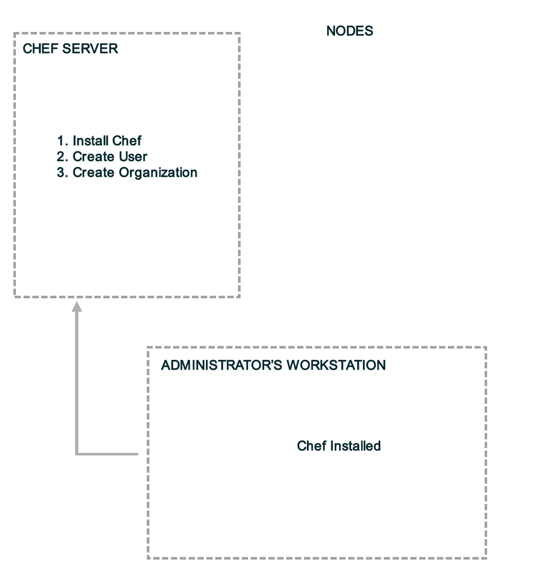 NODES
CHEF SERVER
1. Install Chef
2. Create User
3. Create Organization
ADMINISTRATOR'S WORKSTATION
Chef Installed